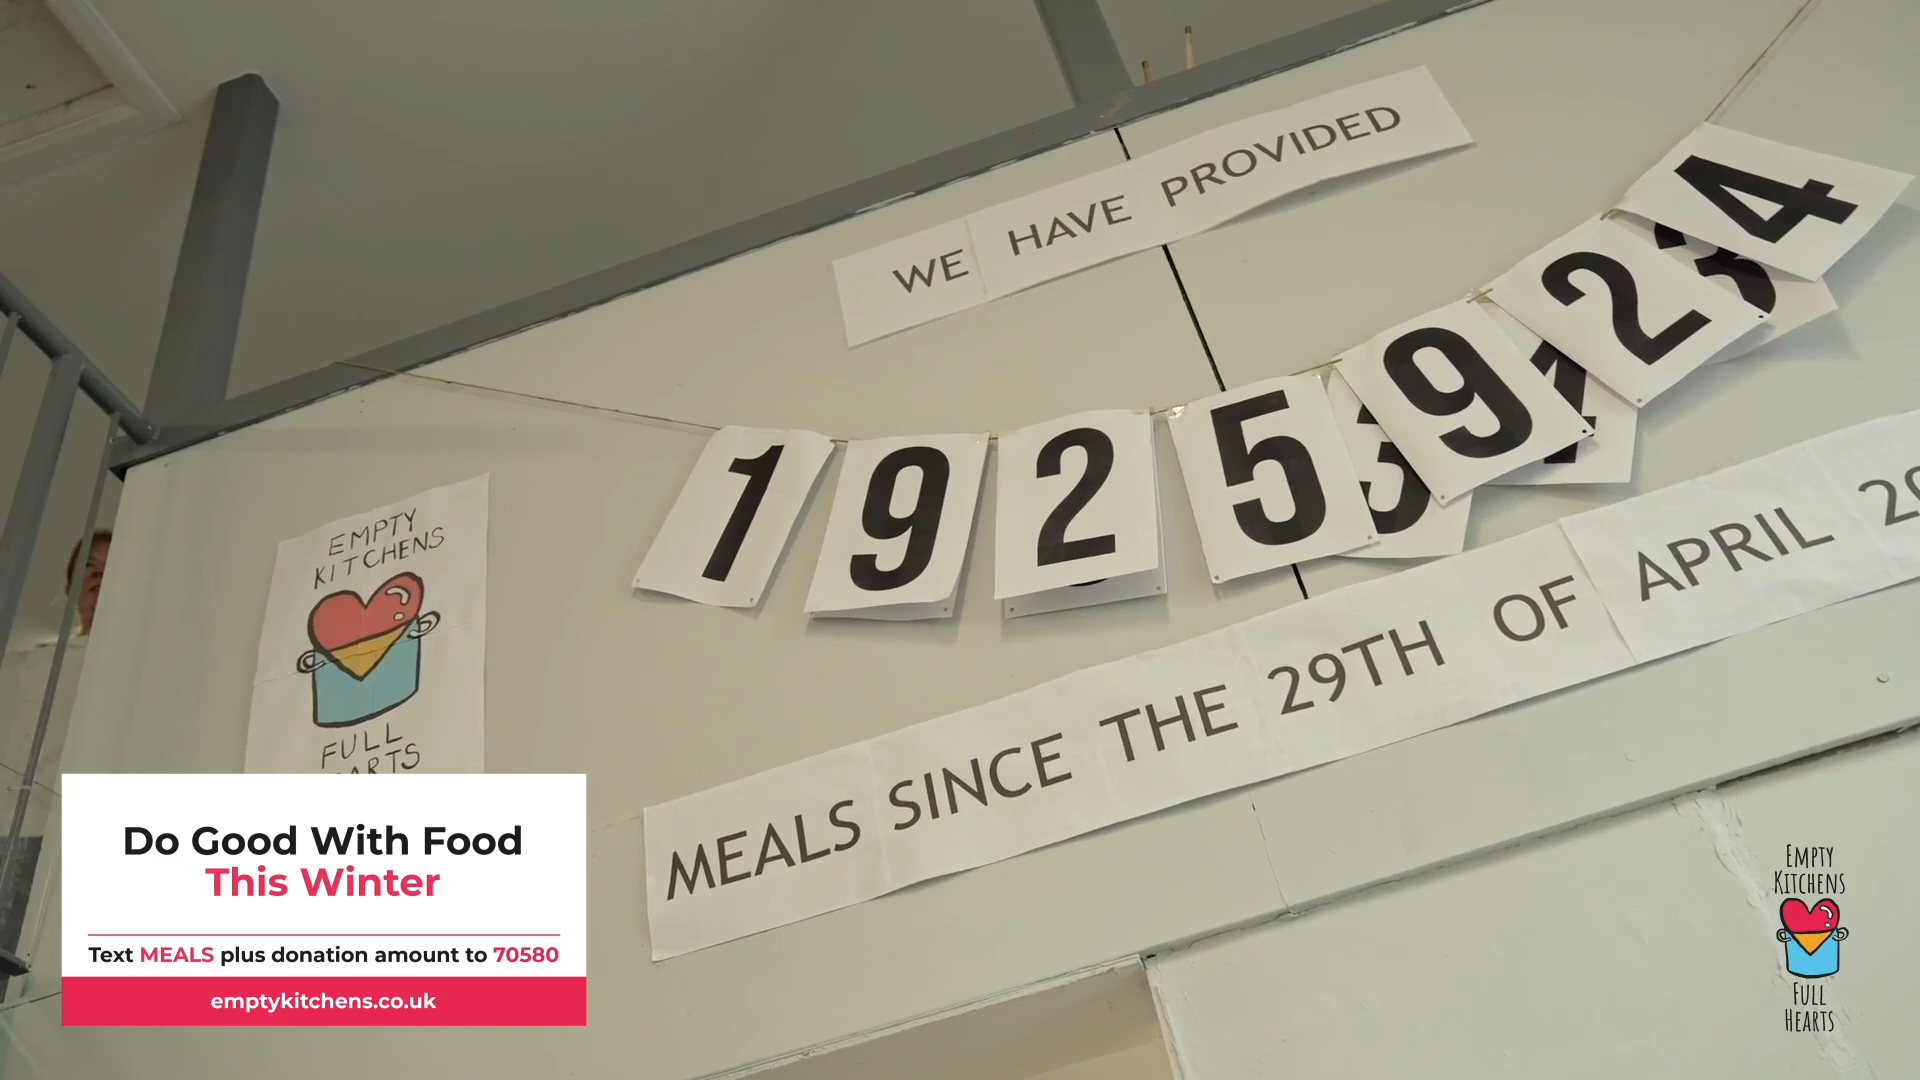 WE HAVE PROVIDED
1925924
MEALS SINCE THE 29TH OF APRIL
EMPTY
KITCHENS
FULL
Do Good With Food
This Winter
Text MEALS plus donation amount to 70580
emptykitchens.co.uk
EMPTY
KITCHENS
FULL
HEARTS